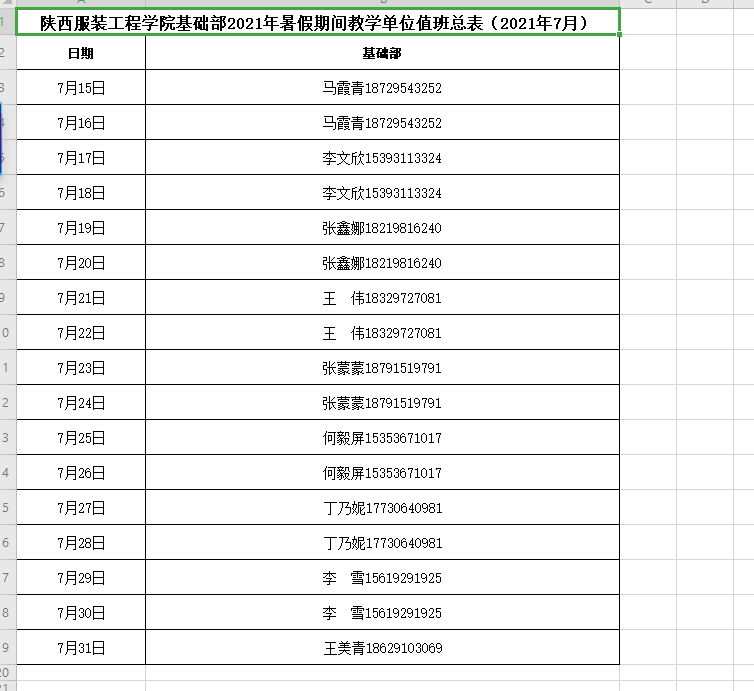 陕西服装工程学院基础部2021年暑假期间教学单位值班总表（2021年7月）
日期 基础部
7月15日 马霞青18729543252
7月16日 马霞青18729543252
7月17日 李文欣15393113324
7月18日 李文欣15393113324
7月19日 张鑫娜18219816240
7月20日 张鑫娜18219816240
7月21日 王　伟18329727081
7月22日 王　伟18329727081
7月23日 张蒙蒙18791519791
7月24日 张蒙蒙18791519791
7月25日 何毅屏15353671017
7月26日 何毅屏15353671017
7月27日 丁乃妮17730640981
7月28日 丁乃妮17730640981
7月29日 李　雪15619291925
7月30日 李　雪15619291925
7月31日 王美青18629103069